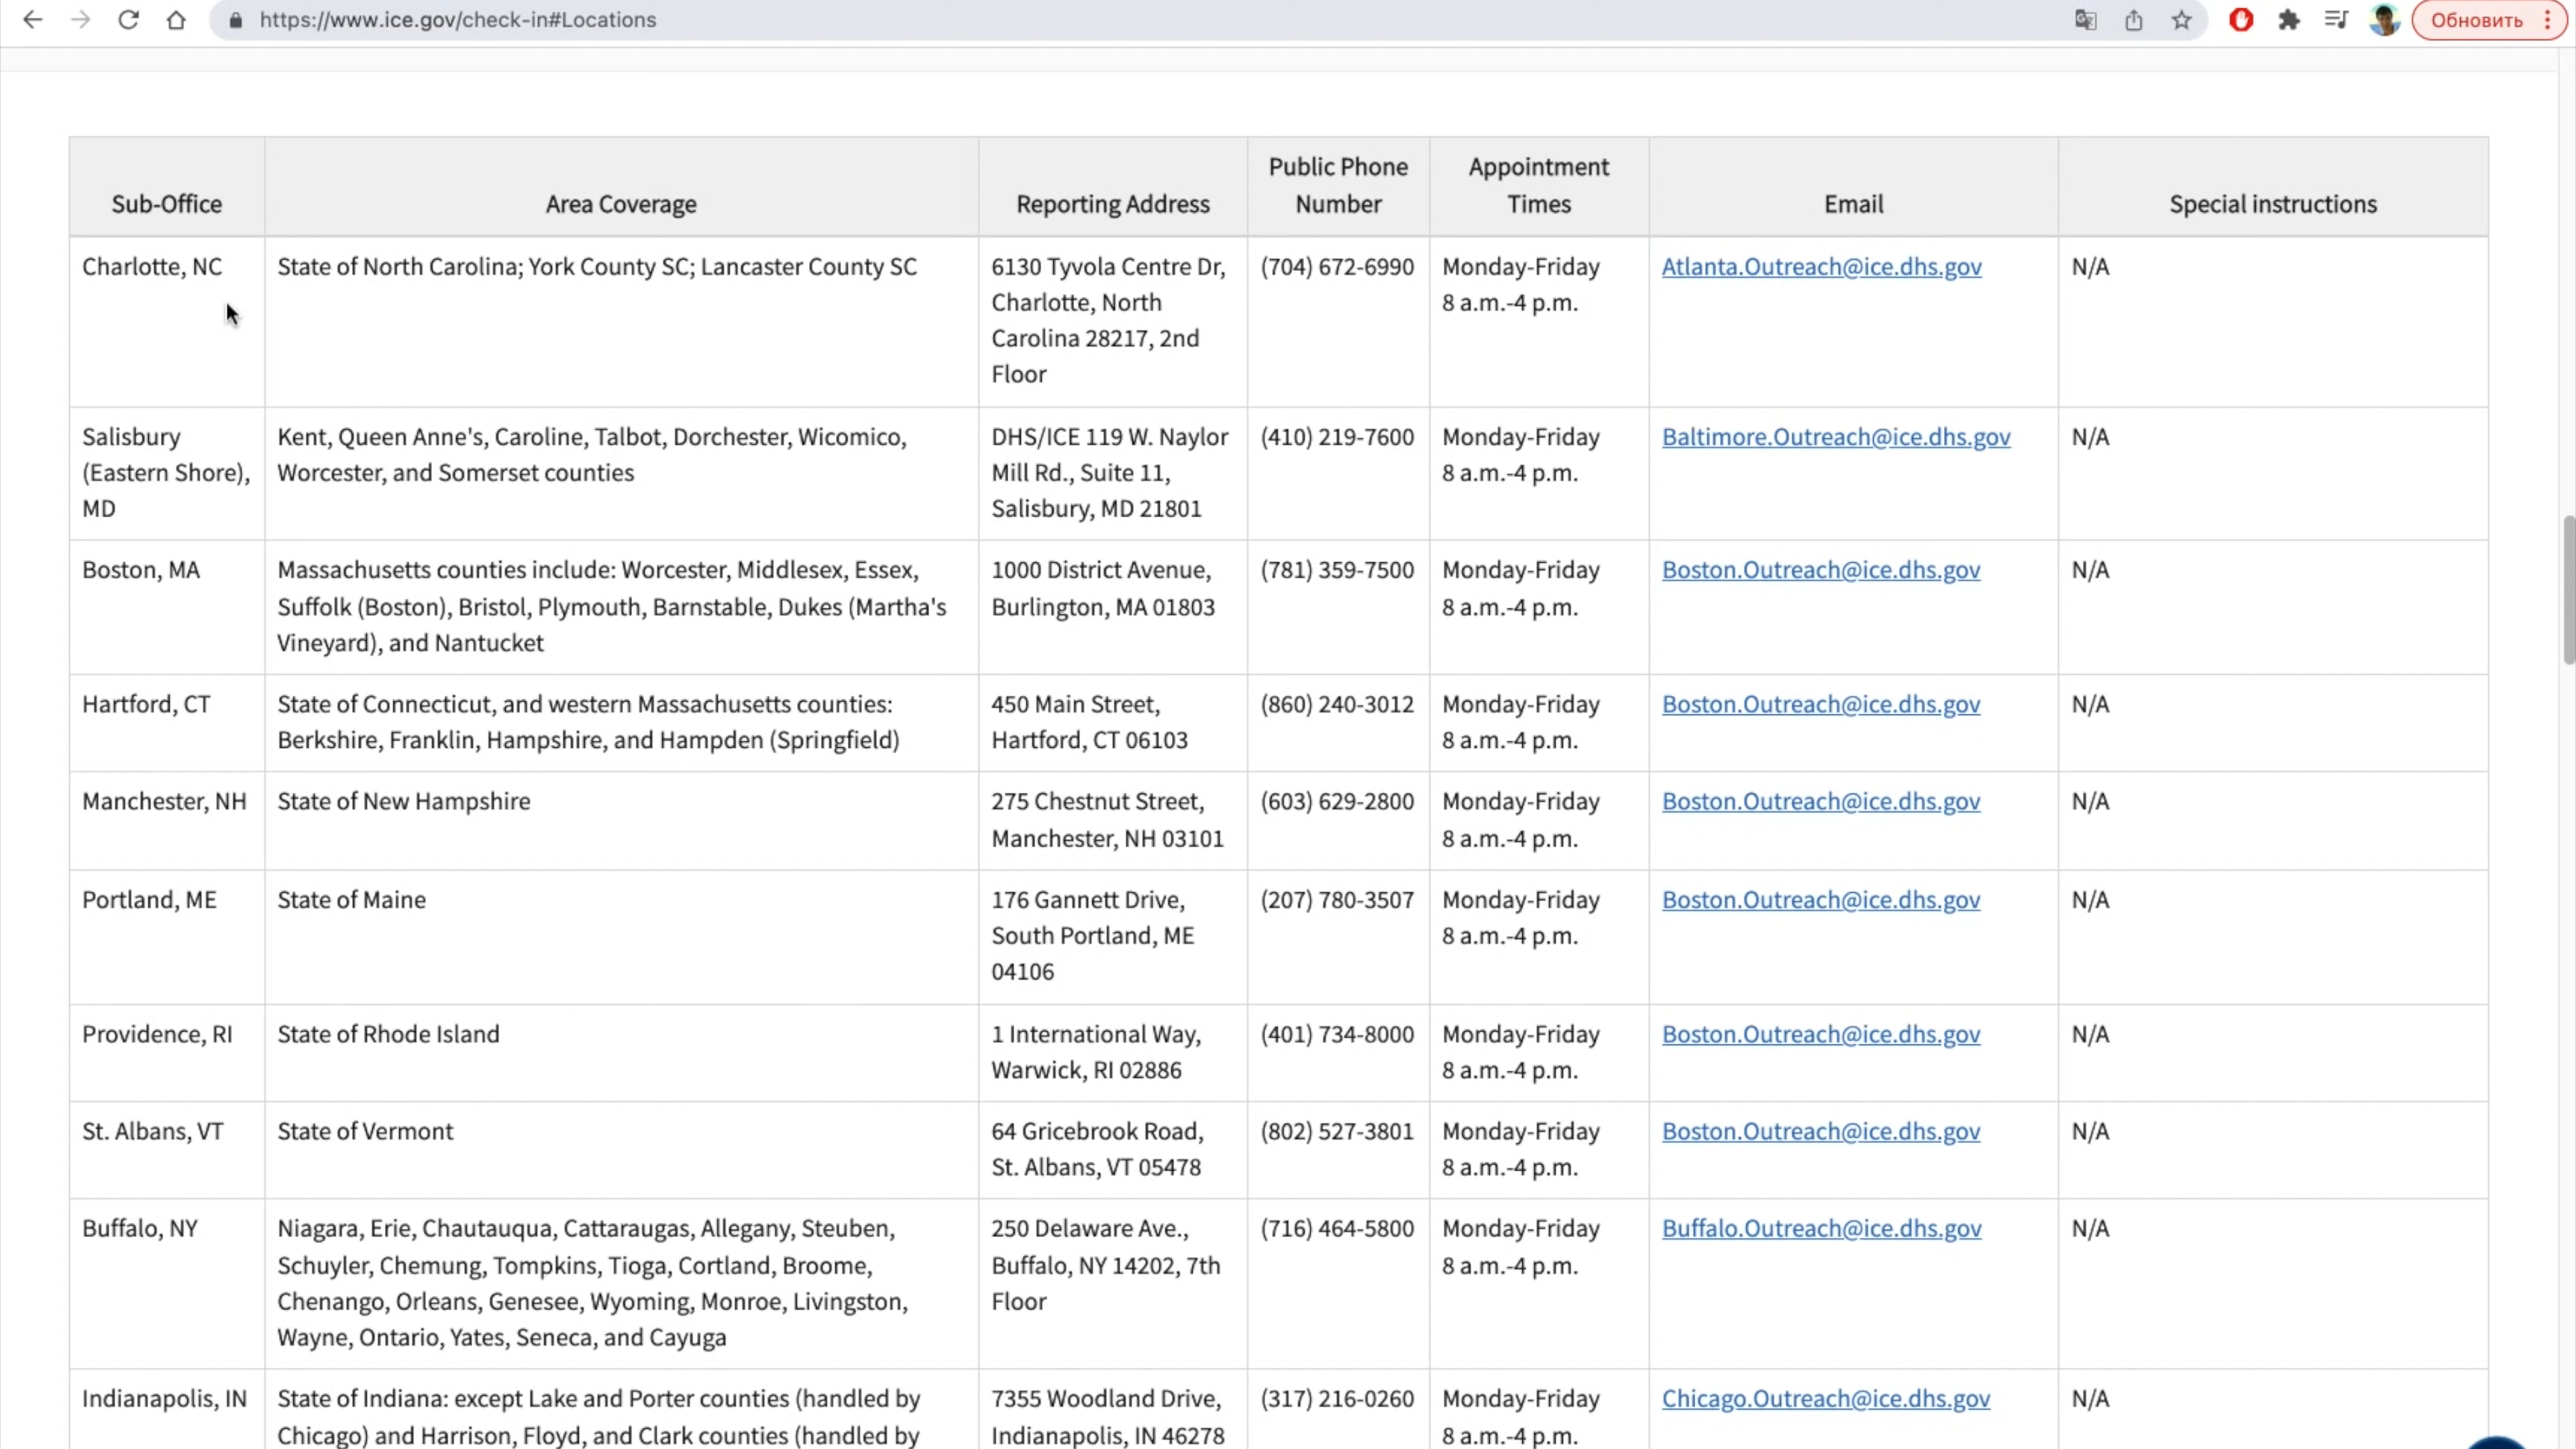 https://www.ice.gov/check-in#Locations
Обновить
Sub-Office
Area Coverage
Reporting Address
Public Phone
Number
Appointment
Times
Email
Special instructions
Charlotte, NC
State of North Carolina; York County SC; Lancaster County SC
6130 Tyvola Centre Dr,
Charlotte, North
Carolina 28217, 2nd
Floor
(704) 672-6990
Monday-Friday
8 a.m.-4 p.m.
Atlanta.Outreach@ice.dhs.gov
N/A
Salisbury
(Eastern Shore),
MD
Kent, Queen Anne's, Caroline, Talbot, Dorchester, Wicomico,
Worcester, and Somerset counties
DHS/ICE 119 W. Naylor
Mill Rd., Suite 11,
Salisbury, MD 21801
(410) 219-7600
Monday-Friday
8 a.m.-4 p.m.
Baltimore.Outreach@ice.dhs.gov
N/A
Boston, MA
Massachusetts counties include: Worcester, Middlesex, Essex,
Suffolk (Boston), Bristol, Plymouth, Barnstable, Dukes (Martha's
Vineyard), and Nantucket
1000 District Avenue,
Burlington, MA 01803
(781) 359-7500
Monday-Friday
8 a.m.-4 p.m.
Boston.Outreach@ice.dhs.gov
N/A
Hartford, CT
State of Connecticut, and western Massachusetts counties:
Berkshire, Franklin, Hampshire, and Hampden (Springfield)
450 Main Street,
Hartford, CT 06103
(860) 240-3012
Monday-Friday
8 a.m.-4 p.m.
Boston.Outreach@ice.dhs.gov
N/A
Manchester, NH
State of New Hampshire
275 Chestnut Street,
Manchester, NH 03101
(603) 629-2800
Monday-Friday
8 a.m.-4 p.m.
Boston.Outreach@ice.dhs.gov
N/A
Portland, ME
State of Maine
176 Gannett Drive,
South Portland, ME
04106
(207) 780-3507
Monday-Friday
8 a.m.-4 p.m.
Boston.Outreach@ice.dhs.gov
N/A
Providence, RI
State of Rhode Island
1 International Way,
Warwick, RI 02886
(401) 734-8000
Monday-Friday
8 a.m.-4 p.m.
Boston.Outreach@ice.dhs.gov
N/A
St. Albans, VT
State of Vermont
64 Gricebrook Road,
St. Albans, VT 05478
(802) 527-3801
Monday-Friday
8 a.m.-4 p.m.
Boston.Outreach@ice.dhs.gov
N/A
Buffalo, NY
Niagara, Erie, Chautauqua, Cattaraugas, Allegany, Steuben,
Schuyler, Chemung, Tompkins, Tioga, Cortland, Broome,
Chenango, Orleans, Genesee, Wyoming, Monroe, Livingston,
Wayne, Ontario, Yates, Seneca, and Cayuga
250 Delaware Ave.,
Buffalo, NY 14202, 7th
Floor
(716) 464-5800
Monday-Friday
8 a.m.-4 p.m.
Buffalo.Outreach@ice.dhs.gov
N/A
Indianapolis, IN
State of Indiana: except Lake and Porter counties (handled by
Chicago) and Harrison, Floyd, and Clark counties (handled by
7355 Woodland Drive,
Indianapolis, IN 46278
(317) 216-0260
Monday-Friday
8 a.m.-4 p.m.
Chicago.Outreach@ice.dhs.gov
N/A